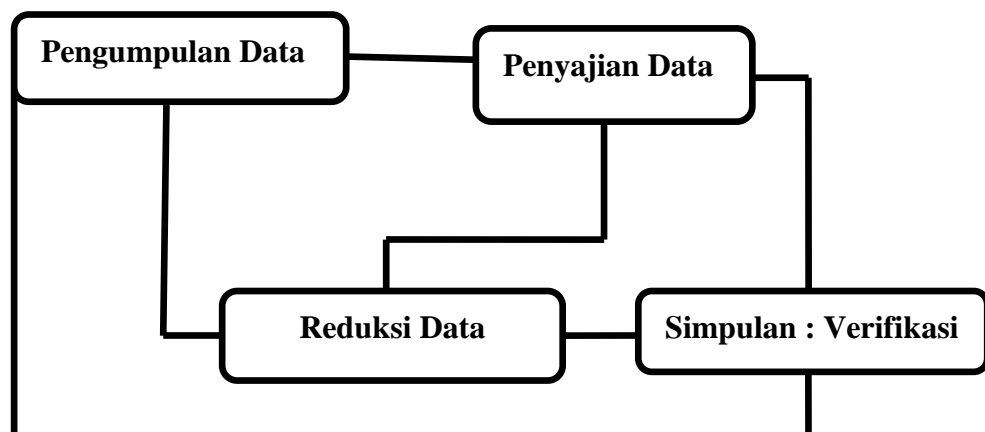 Pengumpulan Data
Penyajian Data
Reduksi Data
Simpulan : Verifikasi